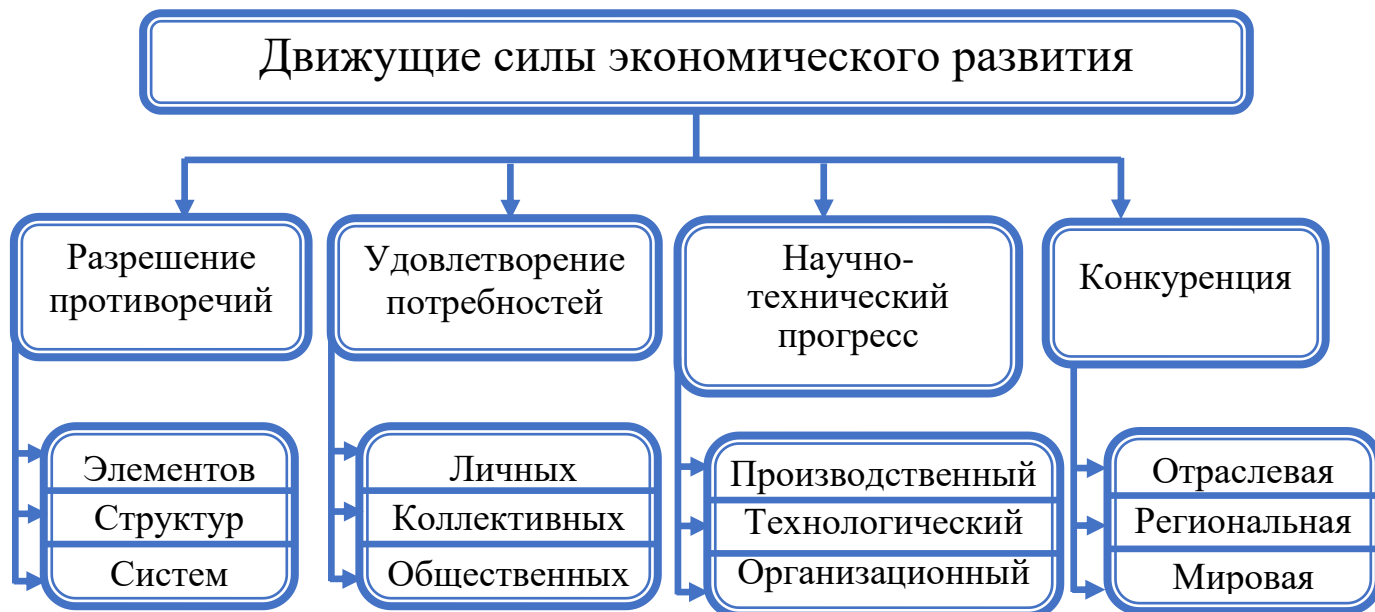 Движущие силы экономического развития
Разрешение
противоречий
Удовлетворение
потребностей
Научно-
технический
прогресс
Конкуренция
Элементов
Структур
Систем
Личных
Коллективных
Общественных
Производственный
Технологический
Организационный
Отраслевая
Региональная
Мировая